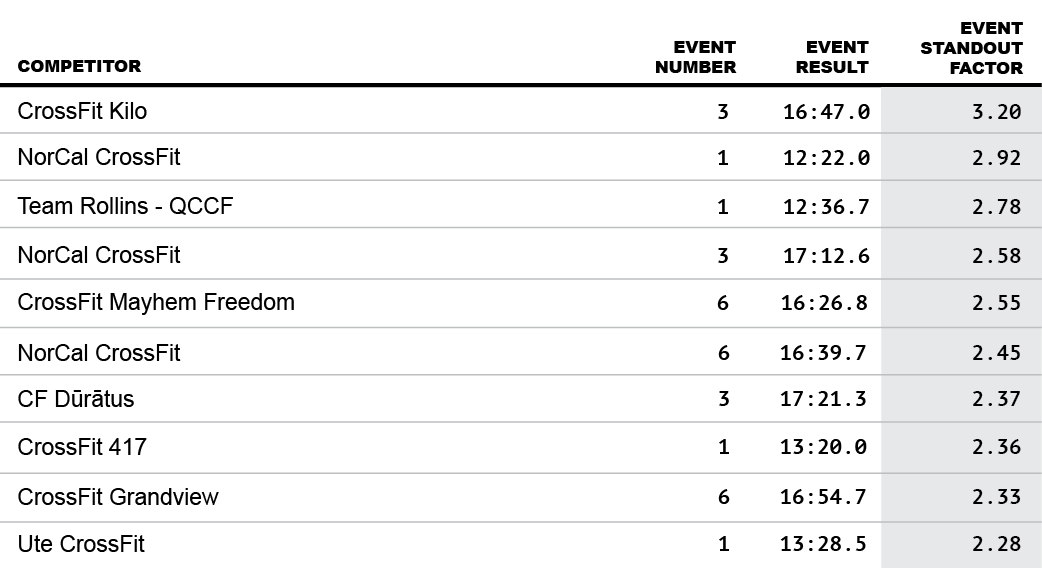 COMPETITOR EVENT NUMBER EVENT RESULT EVENT STANDOUT FACTOR
CrossFit Kilo 3 16:47.0 3.20
NorCal CrossFit 1 12:22.0 2.92
Team Rollins - QCCF 1 12:36.7 2.78
NorCal CrossFit 3 17:12.6 2.58
CrossFit Mayhem Freedom 6 16:26.8 2.55
NorCal CrossFit 6 16:39.7 2.45
CF Dūrātus 3 17:21.3 2.37
CrossFit 417 1 13:20.0 2.36
CrossFit Grandview 6 16:54.7 2.33
Ute CrossFit 1 13:28.5 2.28